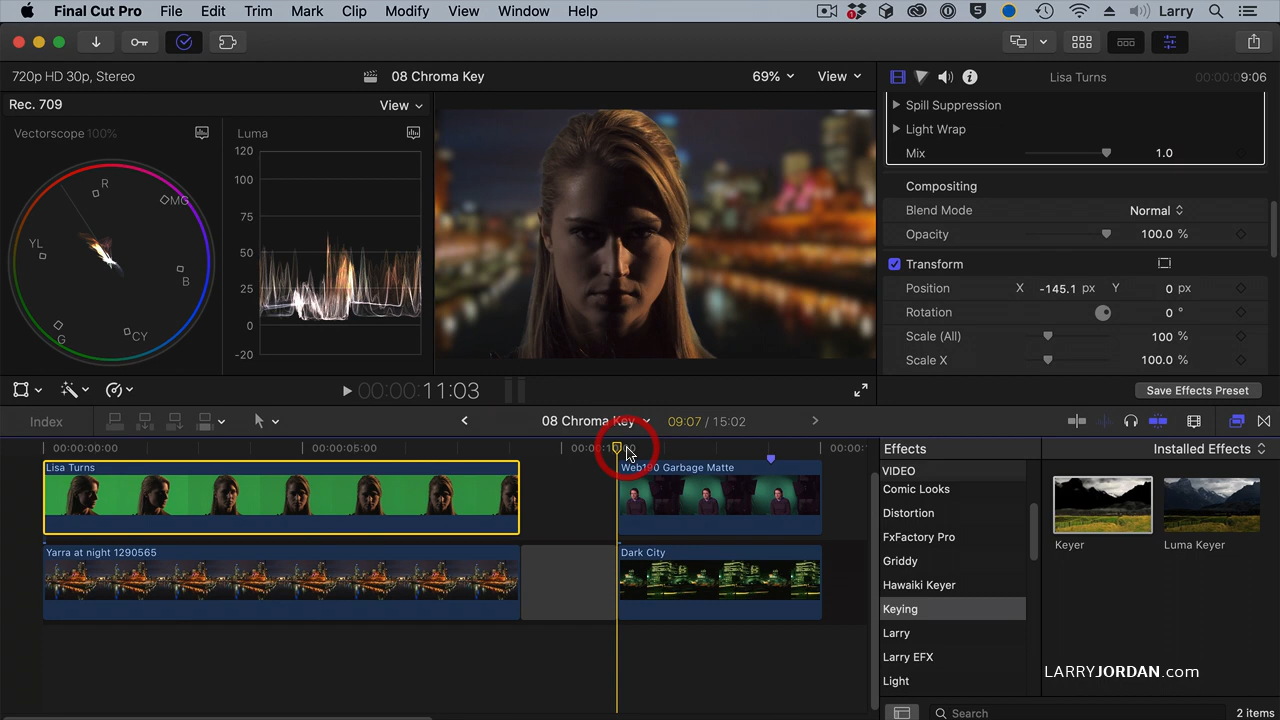 Final Cut Pro File Edit Trim Mark Clip Modify View Window Help Larry
720p HD 30p, Stereo 08 Chroma Key 69% View Lisa Turns 00:00:09:06
Rec. 709 View
Vectorscope 100% Luma
R
MG
YL
B
G
CY
120
100
75
50
25
0
-20
Spill Suppression
Light Wrap
Mix 1.0
Compositing
Blend Mode Normal
Opacity 100.0 %
Transform
Position X -145.1 px Y 0 px
Rotation 0 °
Scale (All) 100 %
Scale X 100.0 %
00:00:11:03
Save Effects Preset
Index 08 Chroma Key 09:07 / 15:02
00:00:00:00 00:00:05:00
Lisa Turns
Web190 Garbage Matte
Yarra at night 1290565
Dark City
Effects Installed Effects
VIDEO
Comic Looks
Distortion
FxFactory Pro
Griddy
Hawaiki Keyer
Keying
Larry
Larry EFX
Light
Keyer
Luma Keyer
LARRYJORDAN.com
Search 2 items